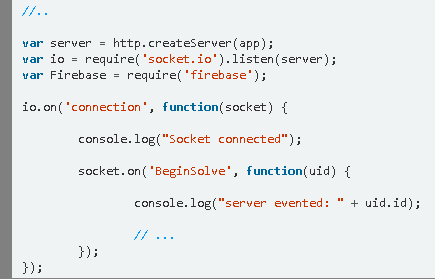 //..
var server = http.createServer(app);
var io = require('socket.io').listen(server);
var Firebase = require('firebase');
io.on('connection', function(socket) {
console.log("Socket connected");
socket.on('BeginSolve', function(uid) {
console.log("server evented: " + uid.id);
// ...
});
});